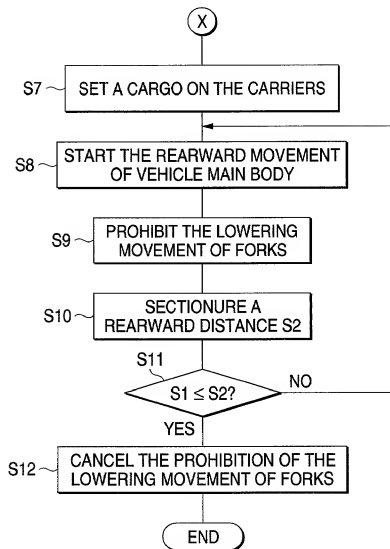 X
S7
SET A CARGO ON THE CARRIERS
S8
START THE REARWARD MOVEMENT
OF VEHICLE MAIN BODY
S9
PROHIBIT THE LOWERING
MOVEMENT OF FORKS
S10
SECTIONURE A
REARWARD DISTANCE S2
S11
S1 ≤ S2?
NO
YES
S12
CANCEL THE PROHIBITION OF THE
LOWERING MOVEMENT OF FORKS
END